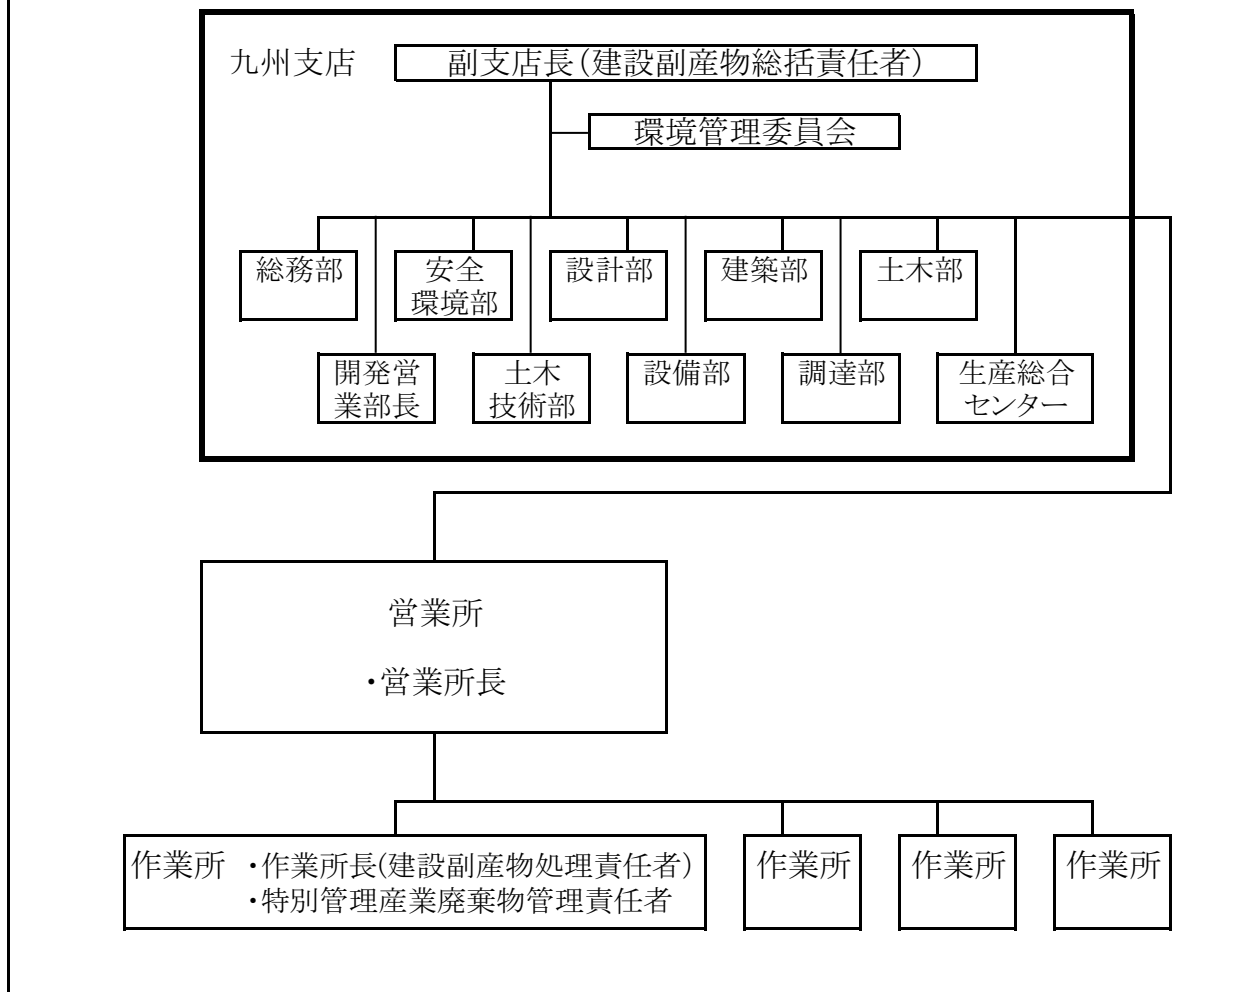 九州支店
副支店長(建設副産物総括責任者)
環境管理委員会
総務部
安全
環境部
設計部
建築部
土木部
開発営
業部長
土木
技術部
設備部
調達部
生産総合
センター
営業所
・営業所長
作業所 ・作業所長(建設副産物処理責任者)
・特別管理産業廃棄物管理責任者
作業所
作業所
作業所